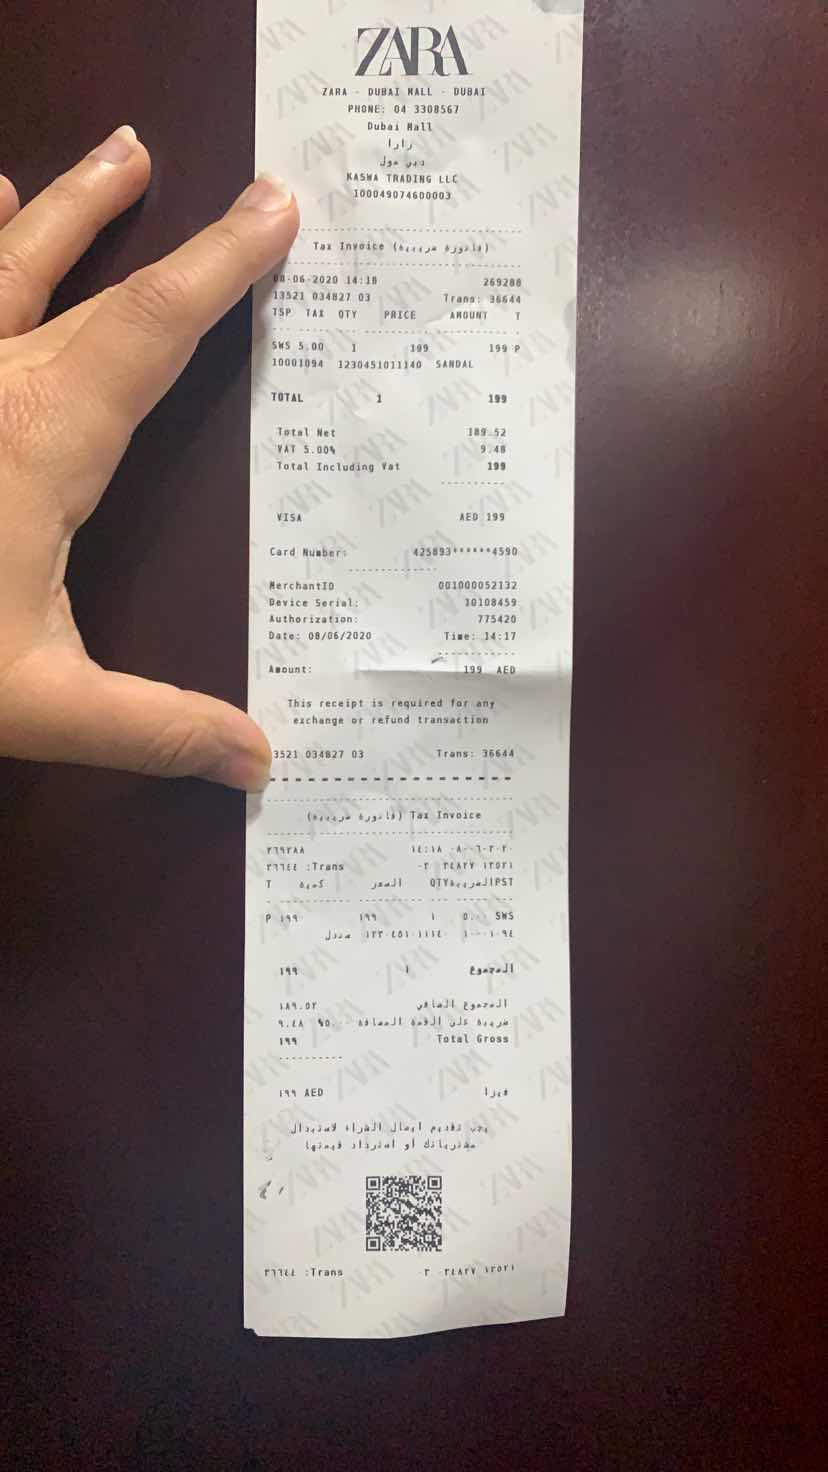 ZARA
ZARA - DUBAI MALL - DUBAI
PHONE: 04 3308567
Dubai Mall
زارا
دبي مول
KASWA TRADING LLC
100049074600003
Tax Invoice (فاتورة ضريبية)
08-06-2020 14:18 269288
13521 034827 03 Trans: 36644
TSP TAX QTY PRICE AMOUNT T
SWS 5.00 1 199 199 P
10001094 1230451011140 SANDAL
TOTAL 1 199
Total Net 189.52
VAT 5.00% 9.48
Total Including Vat 199
VISA AED 199
Card Number: 425893******4590
MerchantID 001000052132
Device Serial: 10108459
Authorization: 775420
Date: 08/06/2020 Time: 14:17
Amount: 199 AED
This receipt is required for any
exchange or refund transaction
3521 034827 03 Trans: 36644
(فاتورة ضريبية) Tax Invoice
٢٦٩٢٨٨ ١٤:١٨ ٠٨-٠٦-٢٠٢٠
٣٦٦٤٤ :Trans ٠٣ ٠٣٤٨٢٧ ١٣٥٢١
T كمية السعر QTYالضريبةPST
P ١٩٩ ١٩٩ ١ ٥.٠٠ SWS
صندل ١٢٣٠٤٥١٠١١١٤٠ ١٠٠٠١٠٩٤
١٩٩ ١ المجموع
١٨٩.٥٢ المجموع الصافي
٩.٤٨ %٥.٠٠ ضريبة على القيمة المضافة
١٩٩ Total Gross
١٩٩ AED فيزا
يجب تقديم ايصال الشراء لاستبدال
مشترياتك أو استرداد قيمتها
٣٦٦٤٤ :Trans ٠٣ ٠٣٤٨٢٧ ١٣٥٢١